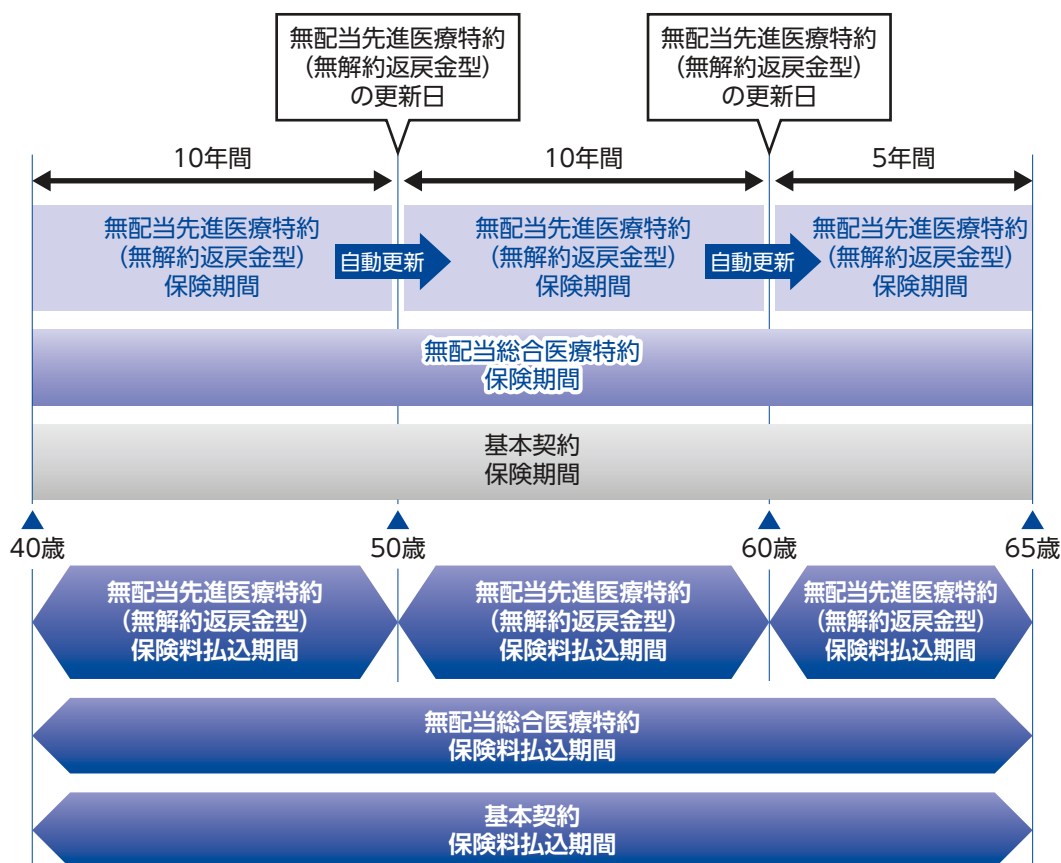 無配当先進医療特約
(無解約返戻金型)
の更新日
無配当先進医療特約
(無解約返戻金型)
の更新日
10年間
10年間
5年間
無配当先進医療特約
(無解約返戻金型)
保険期間
自動更新
無配当先進医療特約
(無解約返戻金型)
保険期間
自動更新
無配当先進医療特約
(無解約返戻金型)
保険期間
無配当総合医療特約
保険期間
基本契約
保険期間
40歳
50歳
60歳
65歳
無配当先進医療特約
(無解約返戻金型)
保険料払込期間
無配当先進医療特約
(無解約返戻金型)
保険料払込期間
無配当先進医療特約
(無解約返戻金型)
保険料払込期間
無配当総合医療特約
保険料払込期間
基本契約
保険料払込期間